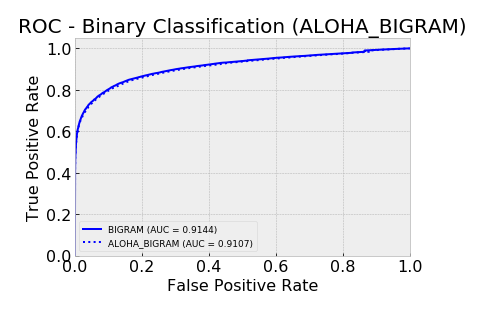 ROC - Binary Classification (ALOHA_BIGRAM)
1.0
0.8
0.6
0.4
0.2
0.0
True Positive Rate
BIGRAM (AUC = 0.9144)
ALOHA_BIGRAM (AUC = 0.9107)
0.0 0.2 0.4 0.6 0.8 1.0
False Positive Rate